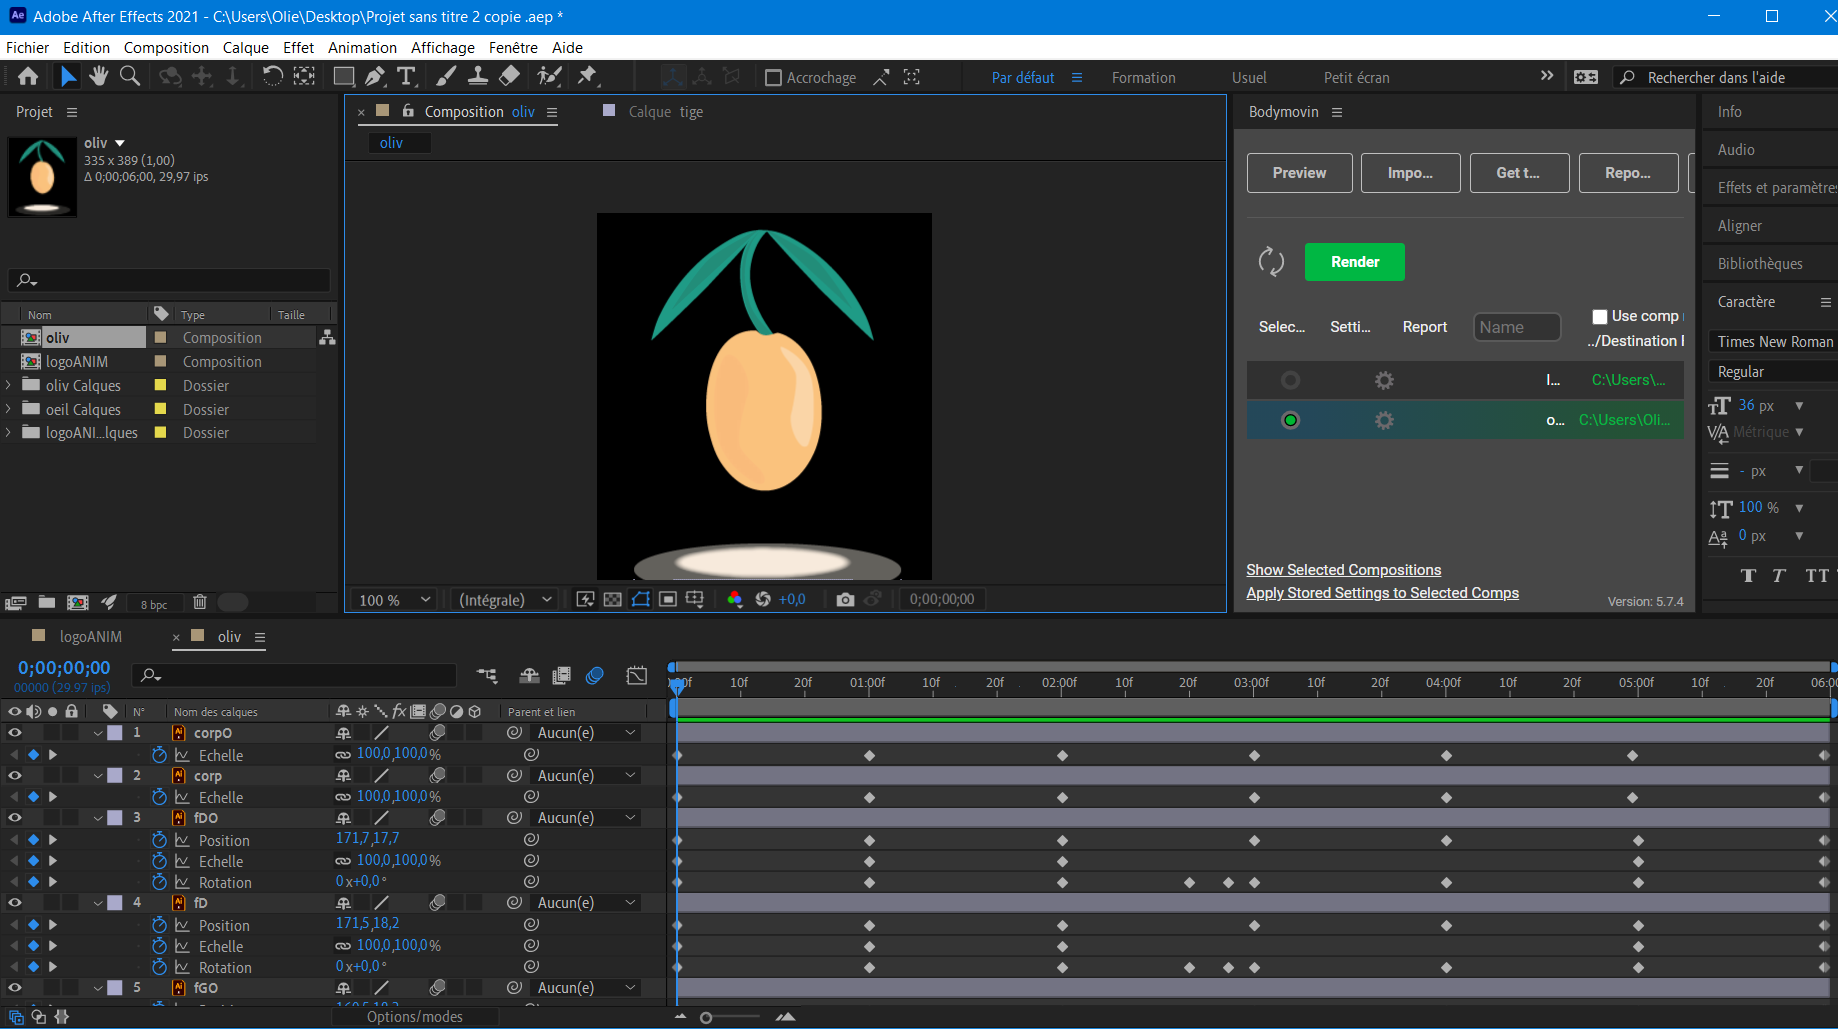 Adobe After Effects 2021 - C:\Users\Olie\Desktop\Projet sans titre 2 copie .aep *
Fichier Edition Composition Calque Effet Animation Affichage Fenêtre Aide
Accrochage Par défaut Formation Usuel Petit écran Rechercher dans l'aide
Projet
oliv
335 x 389 (1,00)
Δ 0;00;06;00, 29,97 ips
Nom Type Taille
oliv Composition
logoANIM Composition
oliv Calques Dossier
oeil Calques Dossier
logoANI...lques Dossier
8 bpc
Composition oliv Calque tige
oliv
100 % (Intégrale) +0,0 0;00;00;00
Bodymovin
Preview Impo... Get t... Repo...
Render
Selec... Setti... Report Name Use comp
../Destination
l... C:\Users\...
o... C:\Users\Oli...
Show Selected Compositions
Apply Stored Settings to Selected Comps
Version: 5.7.4
Info
Audio
Effets et paramètres
Aligner
Bibliothèques
Caractère
Times New Roman
Regular
36 px
Métrique
- px
100 %
0 px
T T TT
logoANIM oliv
0;00;00;00
00000 (29.97 ips)
10f 20f 01:00f 10f 20f 02:00f 10f 20f 03:00f 10f 20f 04:00f 10f 20f 05:00f 10f 20f 06:00
N° Nom des calques Parent et lien
1 corpO Aucun(e)
Echelle 100,0,100,0%
2 corp Aucun(e)
Echelle 100,0,100,0%
3 fDO Aucun(e)
Position 171,7,17,7
Echelle 100,0,100,0%
Rotation 0x+0,0°
4 fD Aucun(e)
Position 171,5,18,2
Echelle 100,0,100,0%
Rotation 0x+0,0°
5 fGO Aucun(e)
Options/modes